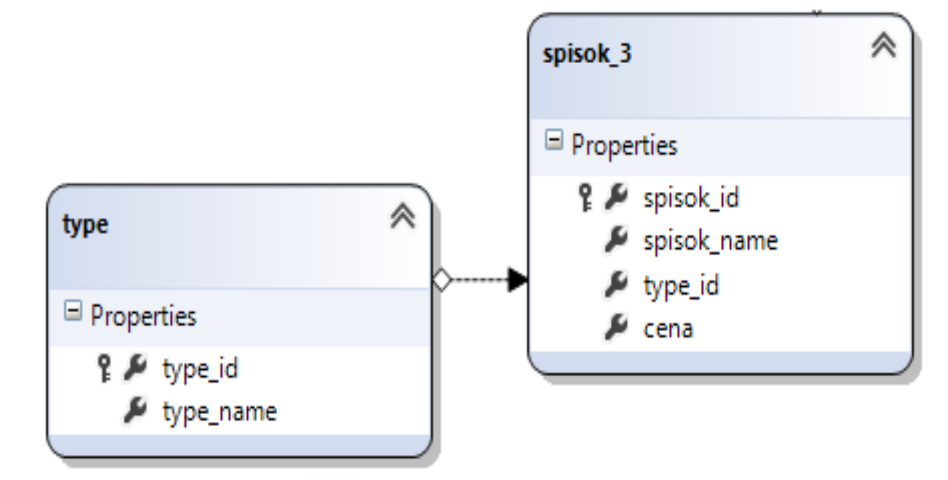 type
Properties
type_id
type_name
spisok_3
Properties
spisok_id
spisok_name
type_id
cena